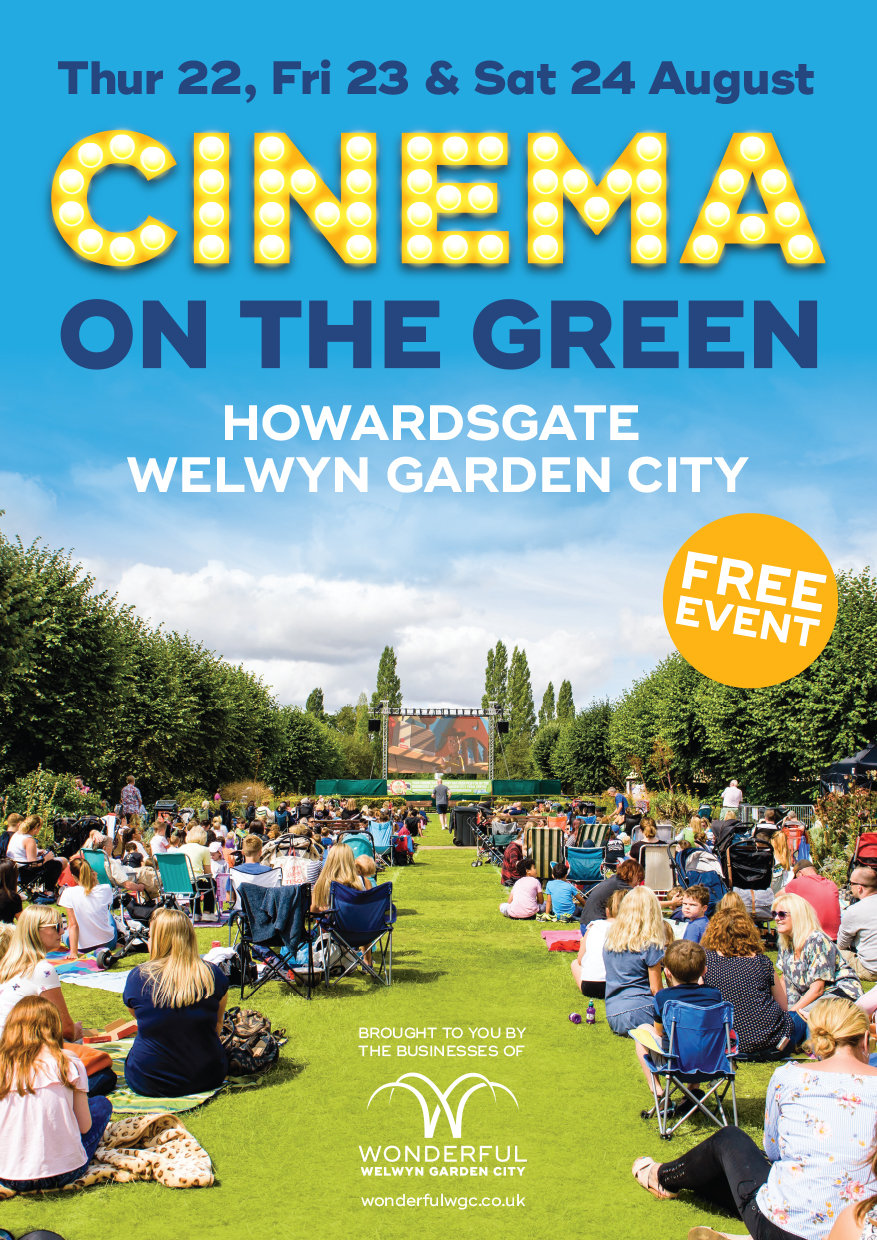 Thur 22, Fri 23 & Sat 24 August
CINEMA
ON THE GREEN
HOWARDSGATE
WELWYN GARDEN CITY
FREE
EVENT
BROUGHT TO YOU BY
THE BUSINESSES OF
WONDERFUL
WELWYN GARDEN CITY
wonderfulwgc.co.uk